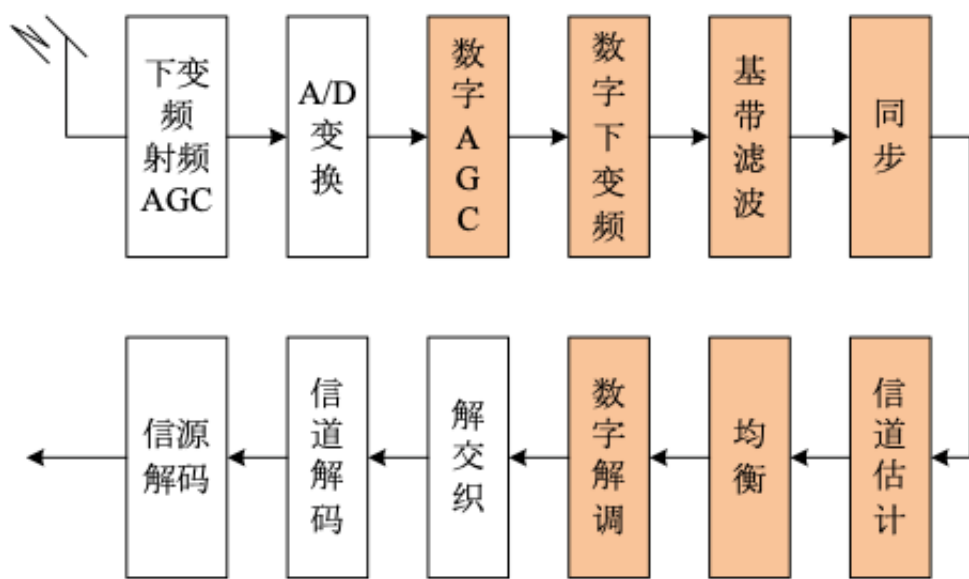 下变
频
射频
AGC
A/D
变
换
数
字
A
G
C
数
字
下
变
频
基
带
滤
波
同
步
信源
解码
信
道
解
码
解
交
织
数
字
解
调
均
衡
信
道
估
计